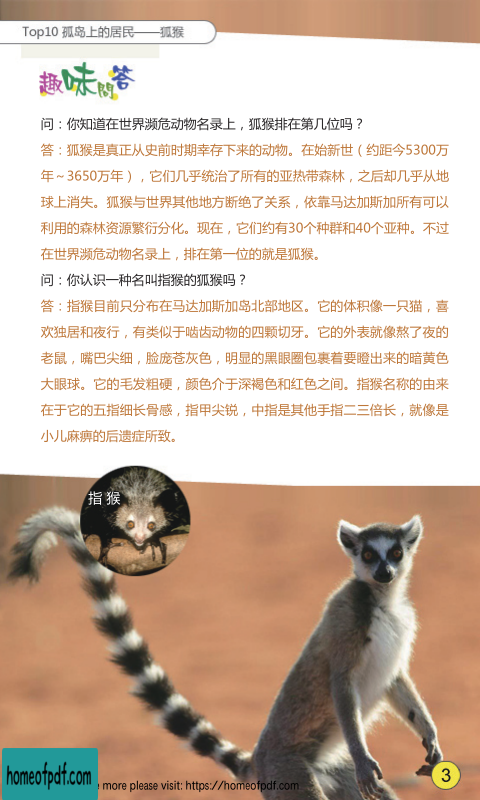 Top10 孤岛上的居民——狐猴
趣味问答
问：你知道在世界濒危动物名录上，狐猴排在第几位吗？
答：狐猴是真正从史前时期幸存下来的动物。在始新世（约距今5300万
年～3650万年），它们几乎统治了所有的亚热带森林，之后却几乎从地
球上消失。狐猴与世界其他地方断绝了关系，依靠马达加斯加所有可以
利用的森林资源繁衍分化。现在，它们约有30个种群和40个亚种。不过
在世界濒危动物名录上，排在第一位的就是狐猴。
问：你认识一种名叫指猴的狐猴吗？
答：指猴目前只分布在马达加斯加岛北部地区。它的体积像一只猫，喜
欢独居和夜行，有类似于啮齿动物的四颗切牙。它的外表就像熬了夜的
老鼠，嘴巴尖细，脸庞苍灰色，明显的黑眼圈包裹着要瞪出来的暗黄色
大眼球。它的毛发粗硬，颜色介于深褐色和红色之间。指猴名称的由来
在于它的五指细长骨感，指甲尖锐，中指是其他手指二三倍长，就像是
小儿麻痹的后遗症所致。
指猴
homeofpdf.com
e more please visit: https://homeofpdf.com
3